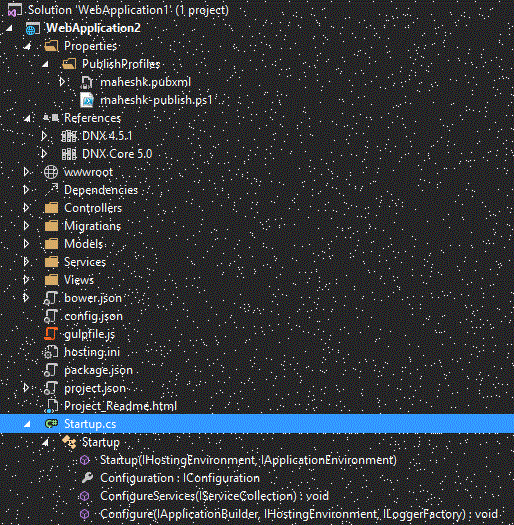 Solution 'WebApplication1' (1 project)
WebApplication2
Properties
PublishProfiles
maheshk.pubxml
maheshk-publish.ps1
References
DNX 4.5.1
DNX Core 5.0
wwwroot
Dependencies
Controllers
Migrations
Models
Services
Views
bower.json
config.json
gulpfile.js
hosting.ini
package.json
project.json
Project_Readme.html
Startup.cs
Startup
Startup(IHostingEnvironment, IApplicationEnvironment)
Configuration : IConfiguration
ConfigureServices(IServiceCollection) : void
Configure(IApplicationBuilder, IHostingEnvironment, ILoggerFactory) : void